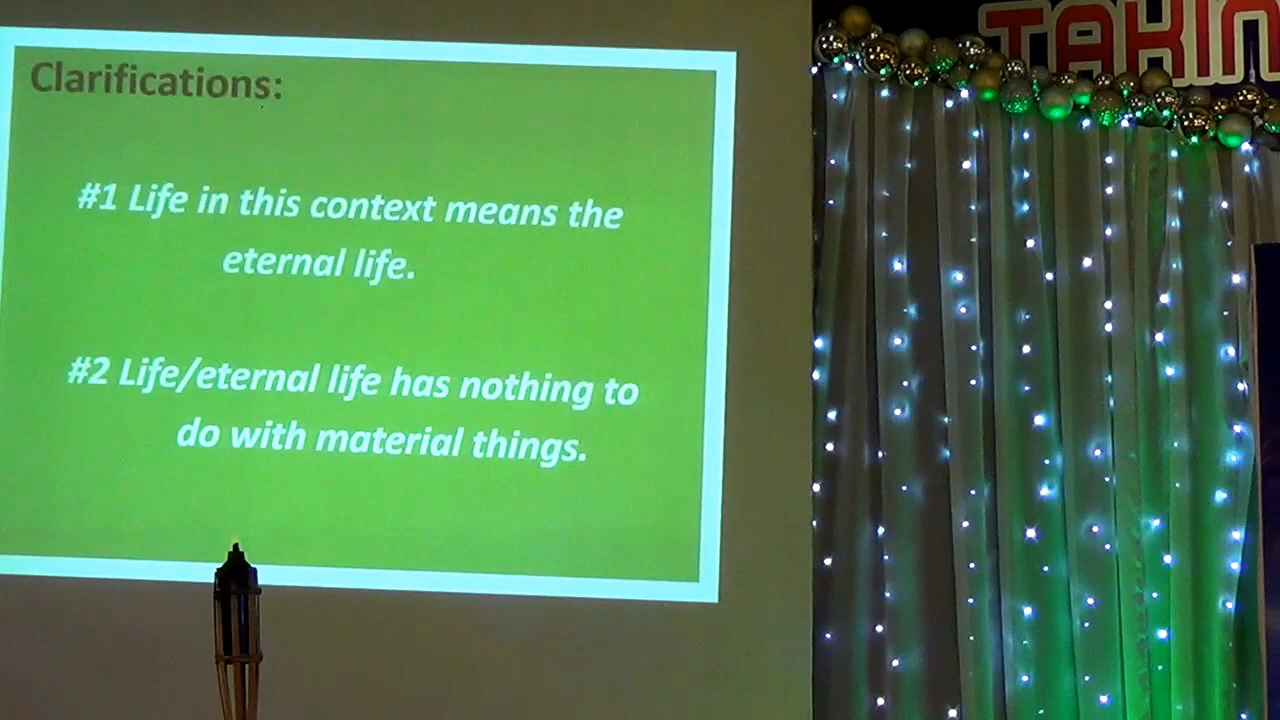 Clarifications:
#1 Life in this context means the
eternal life.
#2 Life/eternal life has nothing to
do with material things.